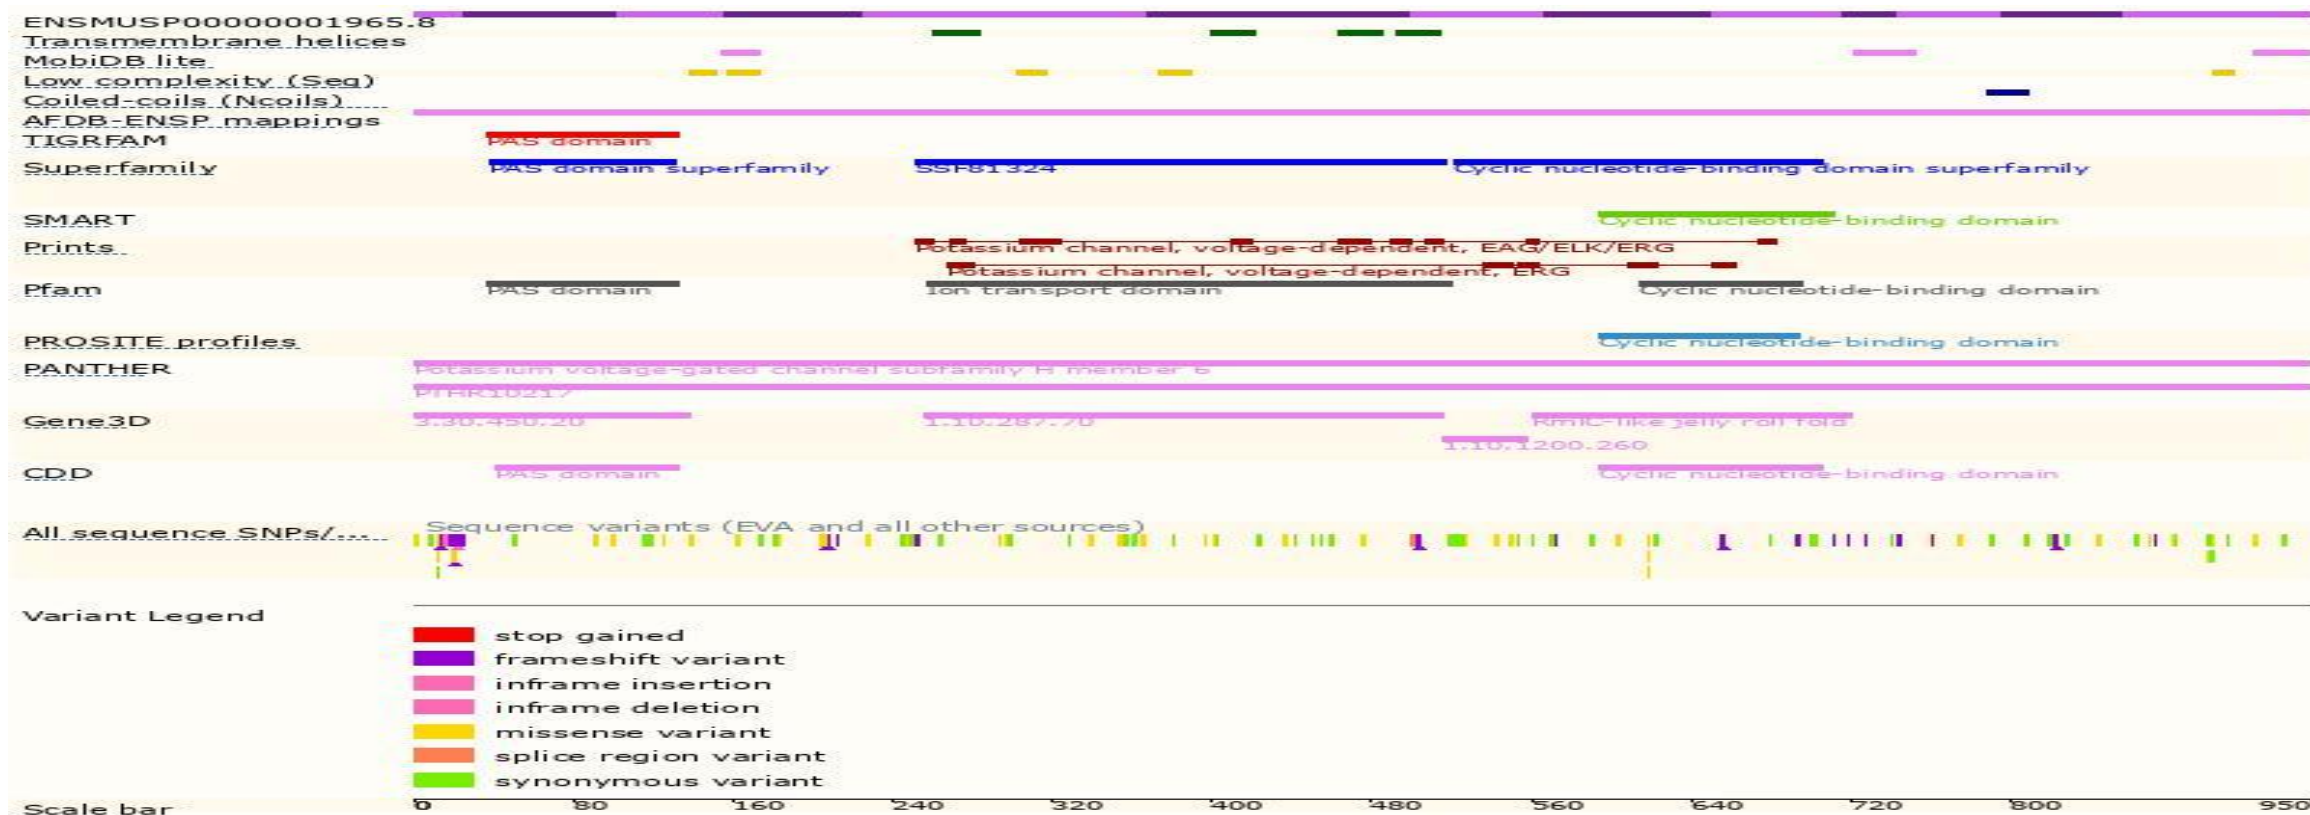 ENSMUSP00000001965.8
Transmembrane helices
MobiDB lite
Low complexity (Seg)
Coiled-coils (Ncoils)
AFDB-ENSP mappings
TIGRFAM
PAS domain
Superfamily
PAS domain superfamily SSF81324 Cyclic nucleotide-binding domain superfamily
SMART
Cyclic nucleotide-binding domain
Prints
Potassium channel, voltage-dependent, EAG/ELK/ERG
Potassium channel, voltage-dependent, ERG
Pfam
PAS domain Ion transport domain Cyclic nucleotide-binding domain
PROSITE profiles
Cyclic nucleotide-binding domain
PANTHER
Potassium voltage-gated channel subfamily H member 6
PTHR10217
Gene3D
3.30.450.20 1.10.287.70 RmlC-like jelly roll fold
1.10.1200.260
CDD
PAS domain Cyclic nucleotide-binding domain
All sequence SNPs/...
Sequence variants (EVA and all other sources)
Variant Legend
stop gained
frameshift variant
inframe insertion
inframe deletion
missense variant
splice region variant
synonymous variant
Scale bar
0 80 160 240 320 400 480 560 640 720 800 950